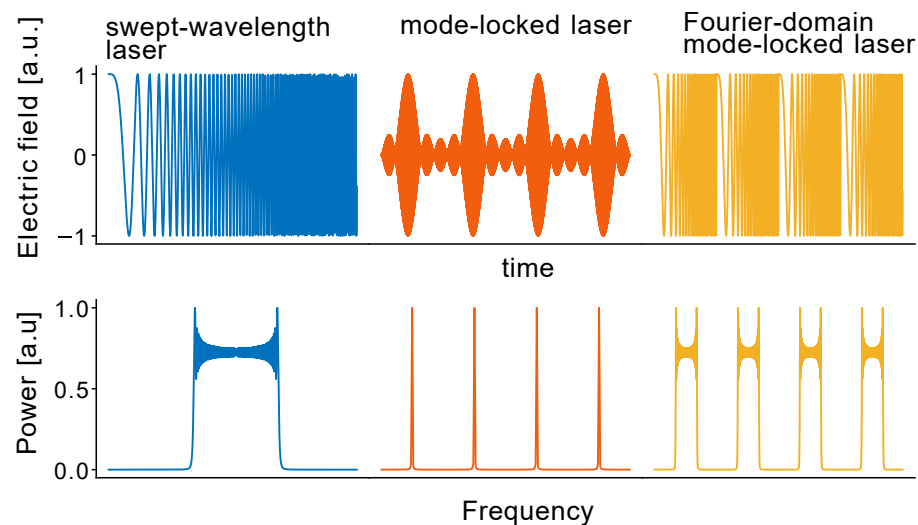 swept-wavelength
laser
mode-locked laser
Fourier-domain
mode-locked laser
Electric field [a.u.]
1
0
−1
time
Power [a.u]
1.0
0.5
0.0
Frequency